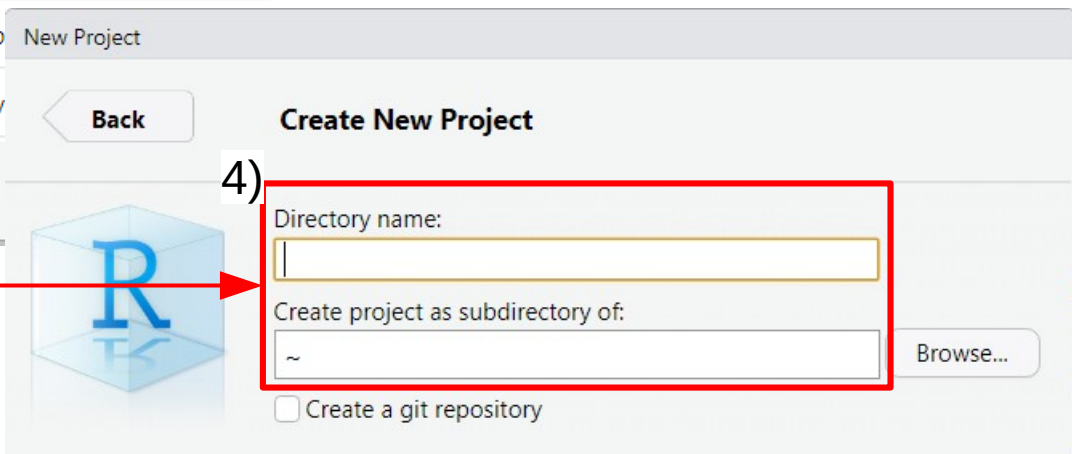 New Project
Back
Create New Project
4)
Directory name:
R
Create project as subdirectory of:
~
Browse...
Create a git repository